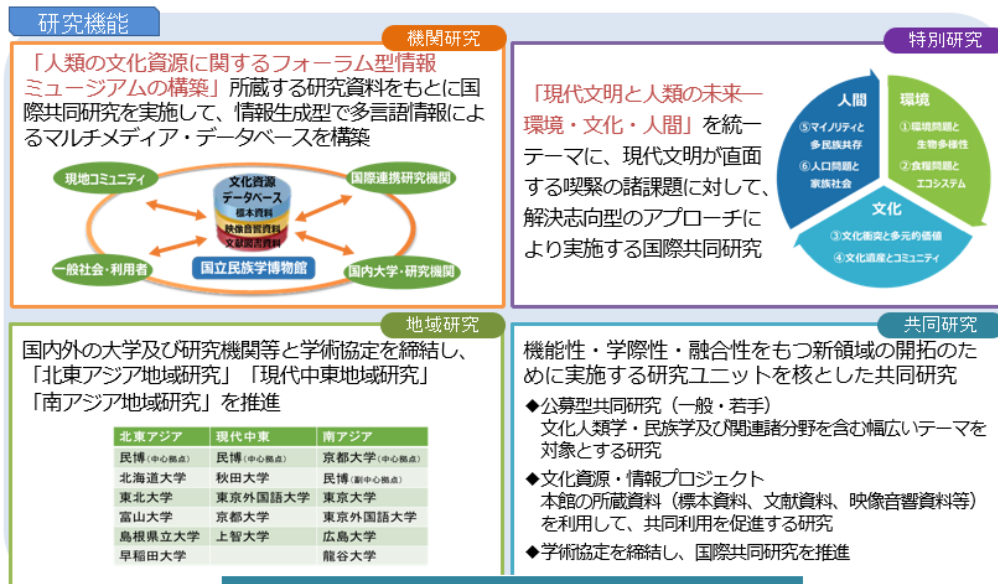 研究機能
機関研究
「人類の文化資源に関するフォーラム型情報
ミュージアムの構築」所蔵する研究資料をもとに国
際共同研究を実施して、情報生成型で多言語情報によ
るマルチメディア・データベースを構築
現地コミュニティ
国際連携研究機関
文化資源
データベース
標本資料
映像音響資料
文献図書資料
一般社会・利用者
国立民族学博物館
国内大学・研究機関
特別研究
「現代文明と人類の未来―
環境・文化・人間」を統一
テーマに、現代文明が直面
する喫緊の諸課題に対して、
解決志向型のアプローチに
より実施する国際共同研究
人間
⑤マイノリティと
多民族共存
⑥人口問題と
家族社会
環境
①環境問題と
生物多様性
②食糧問題と
エコシステム
文化
③文化衝突と多元的価値
④文化遺産とコミュニティ
地域研究
国内外の大学及び研究機関等と学術協定を締結し、
「北東アジア地域研究」「現代中東地域研究」
「南アジア地域研究」を推進
北東アジア 現代中東 南アジア
民博(中心拠点) 民博(中心拠点) 京都大学(中心拠点)
北海道大学 秋田大学 民博(副中心拠点)
東北大学 東京外国語大学 東京大学
富山大学 京都大学 東京外国語大学
島根県立大学 上智大学 広島大学
早稲田大学 龍谷大学
共同研究
機能性・学際性・融合性をもつ新領域の開拓のた
めに実施する研究ユニットを核とした共同研究
◆公募型共同研究（一般・若手）
文化人類学・民族学及び関連諸分野を含む幅広いテーマを
対象とする研究
◆文化資源・情報プロジェクト
本館の所蔵資料（標本資料、文献資料、映像音響資料等）
を利用して、共同利用を促進する研究
◆学術協定を締結し、国際共同研究を推進